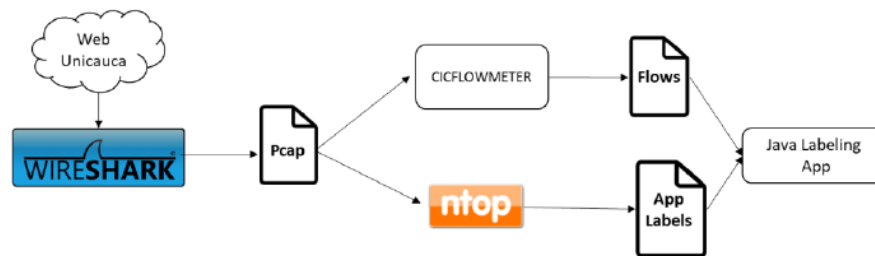 Web
Unicauca
WIRESHARK
Pcap
CICFLOWMETER
Flows
ntop
App
Labels
Java Labeling
App